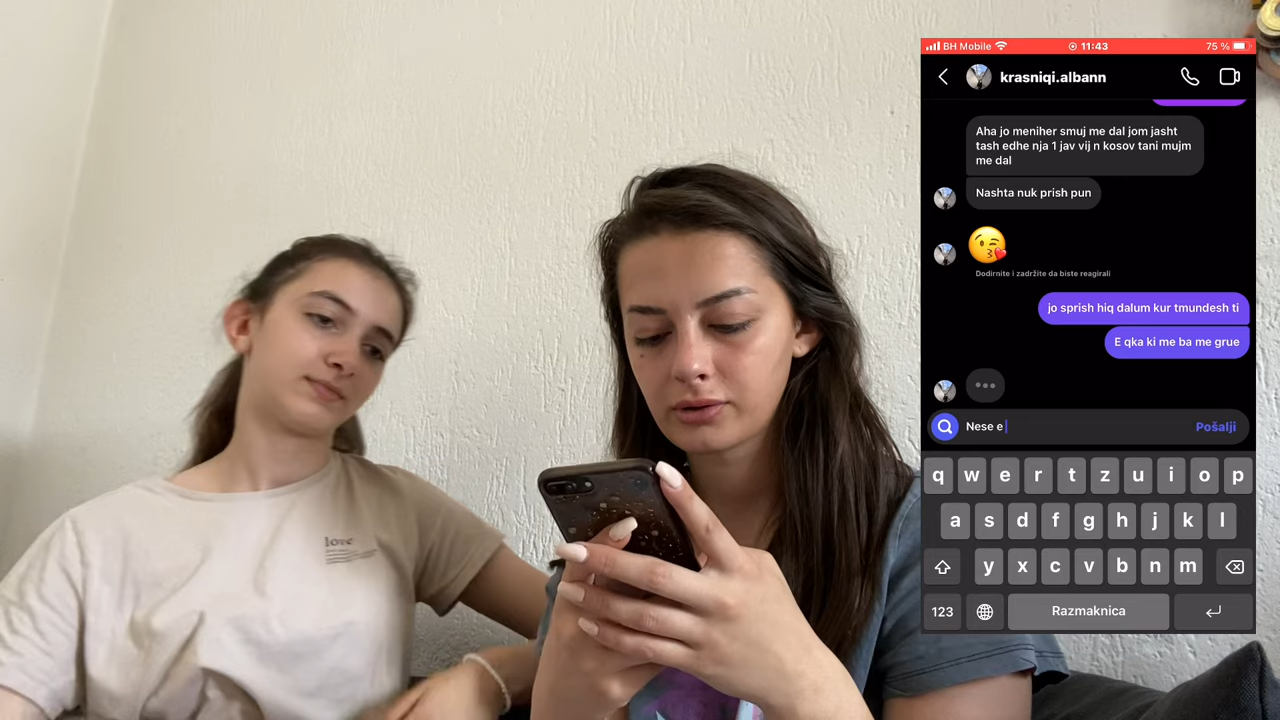 love
BH Mobile
11:43
75 %
krasniqi.albann
Aha jo meniher smuj me dal jom jasht
tash edhe nja 1 jav vij n kosov tani mujm
me dal
Nashta nuk prish pun
Dodirnite i zadržite da biste reagirali
jo sprish hiq dalum kur tmundesh ti
E qka ki me ba me grue
Nese e
Pošalji
q w e r t z u i o p
a s d f g h j k l
y x c v b n m
123
Razmaknica